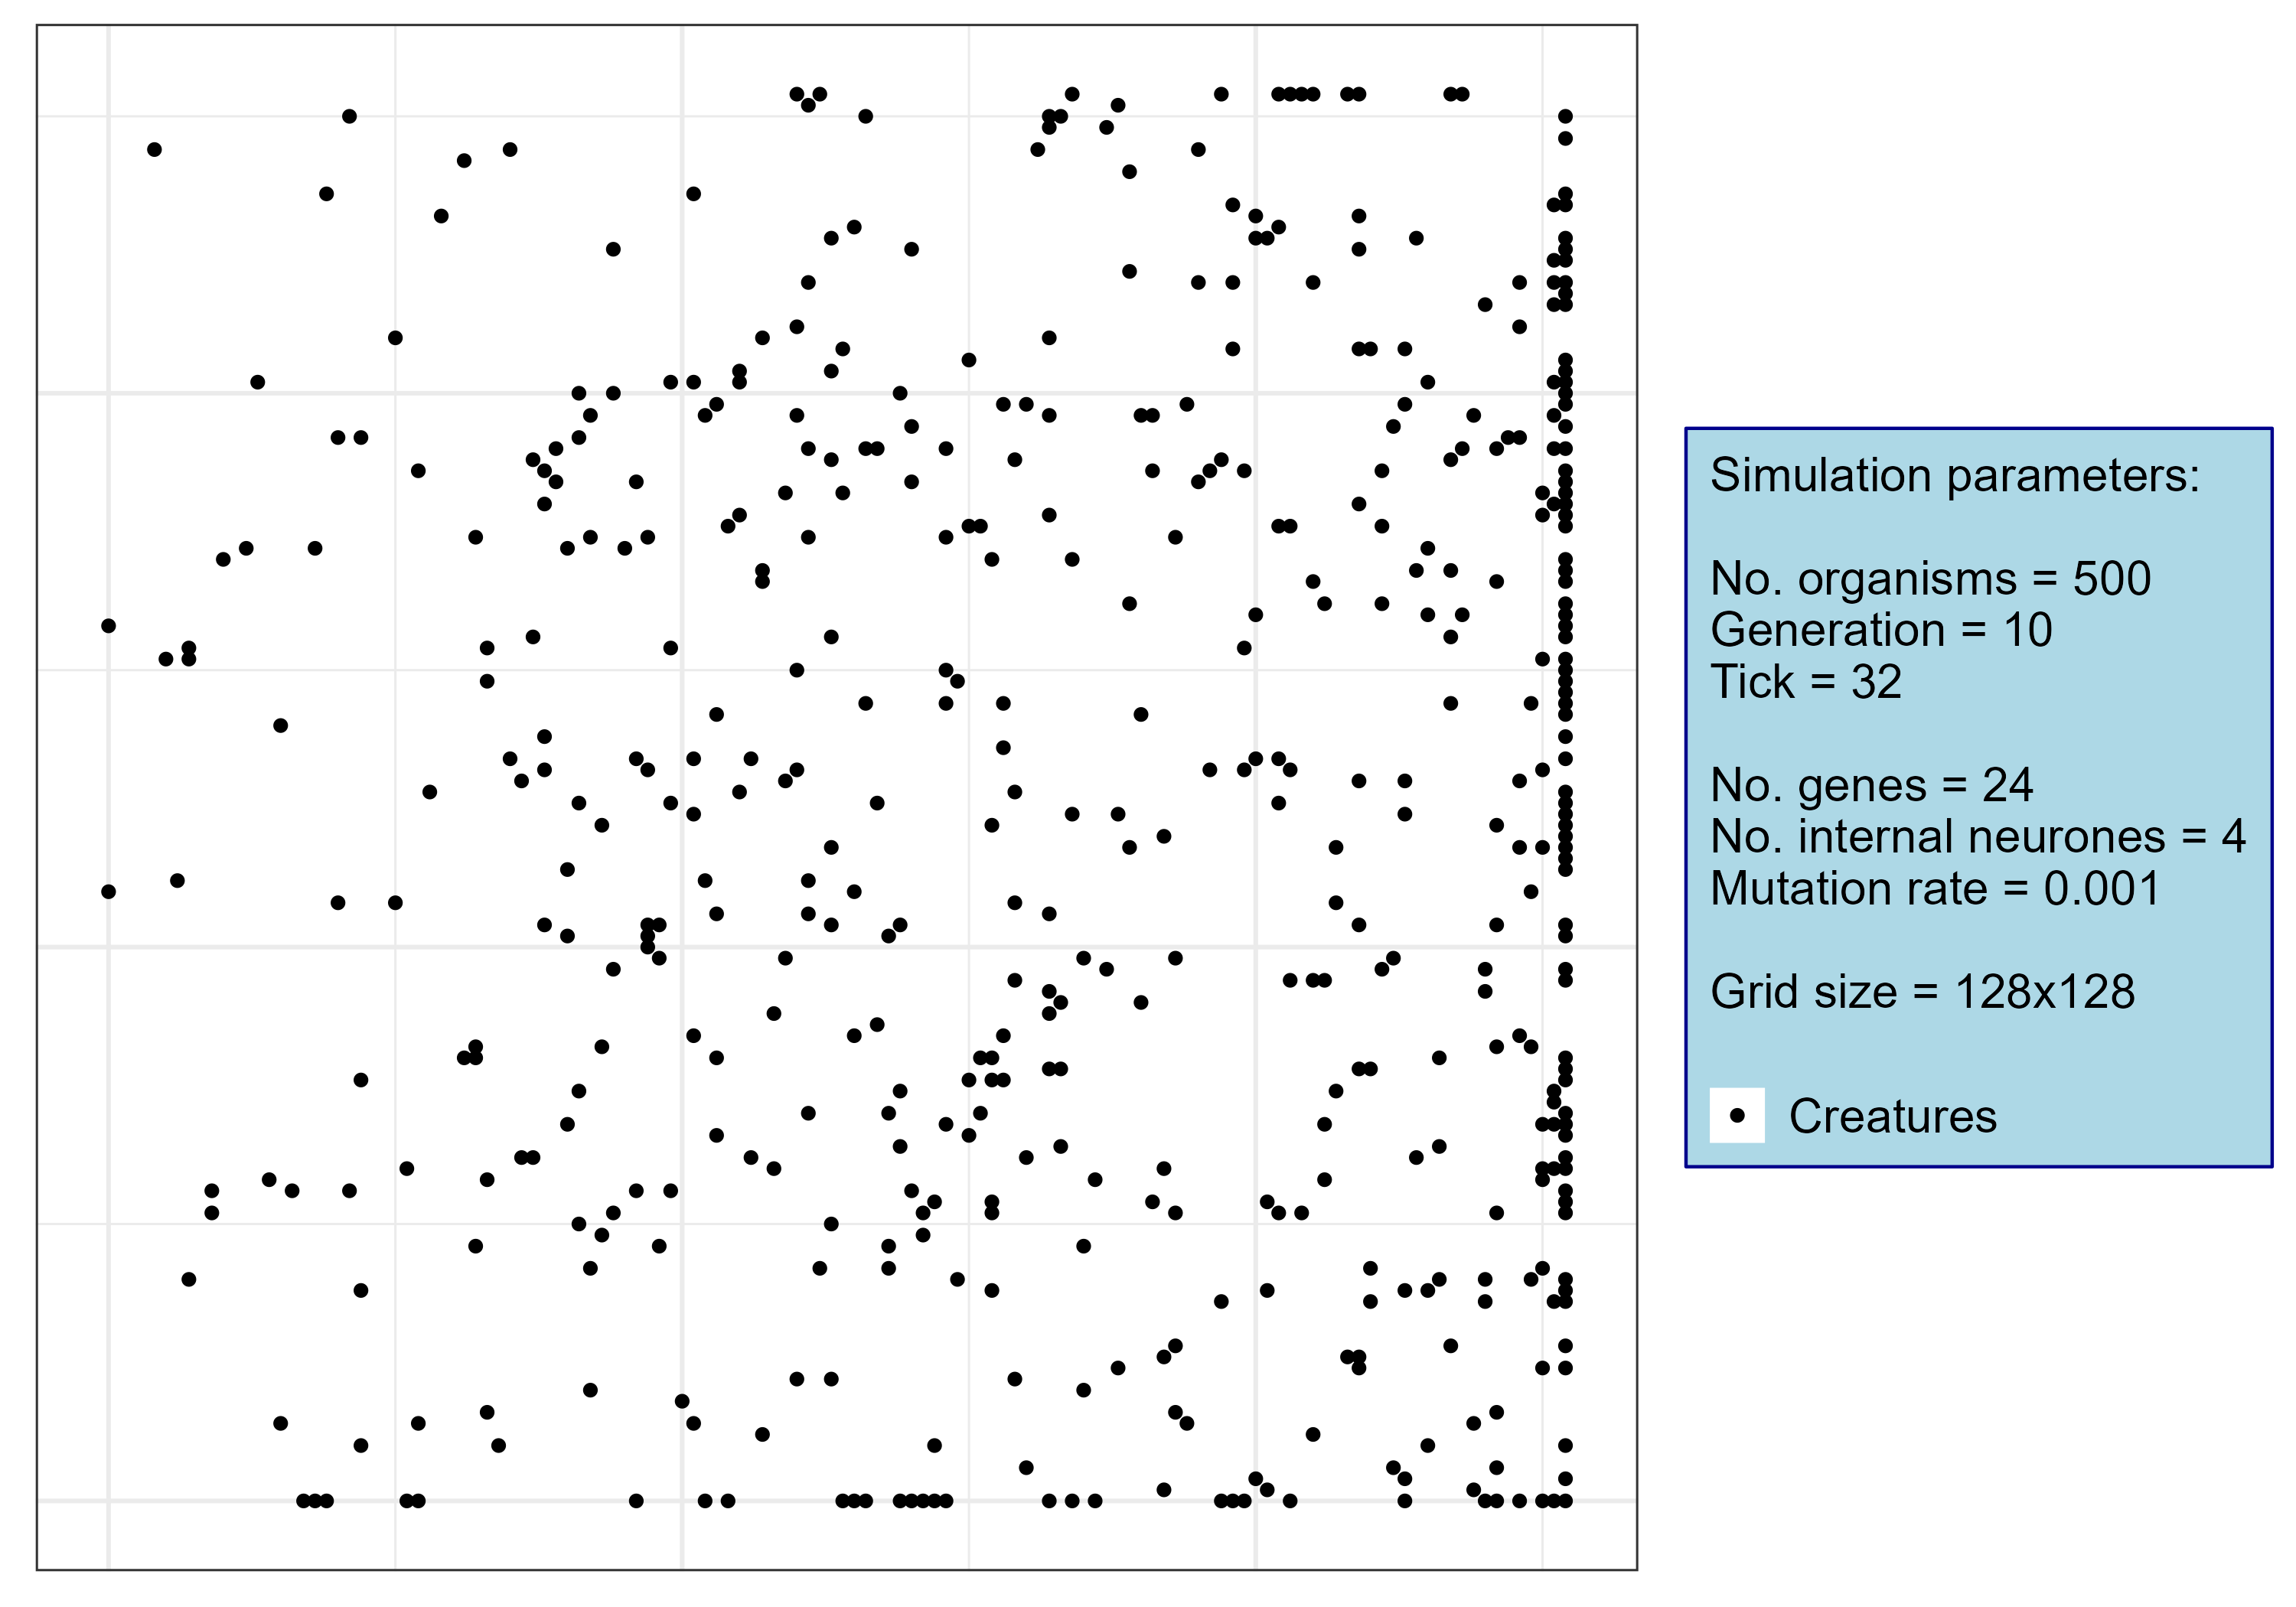 Simulation parameters:
No. organisms = 500
Generation = 10
Tick = 32
No. genes = 24
No. internal neurones = 4
Mutation rate = 0.001
Grid size = 128x128
Creatures